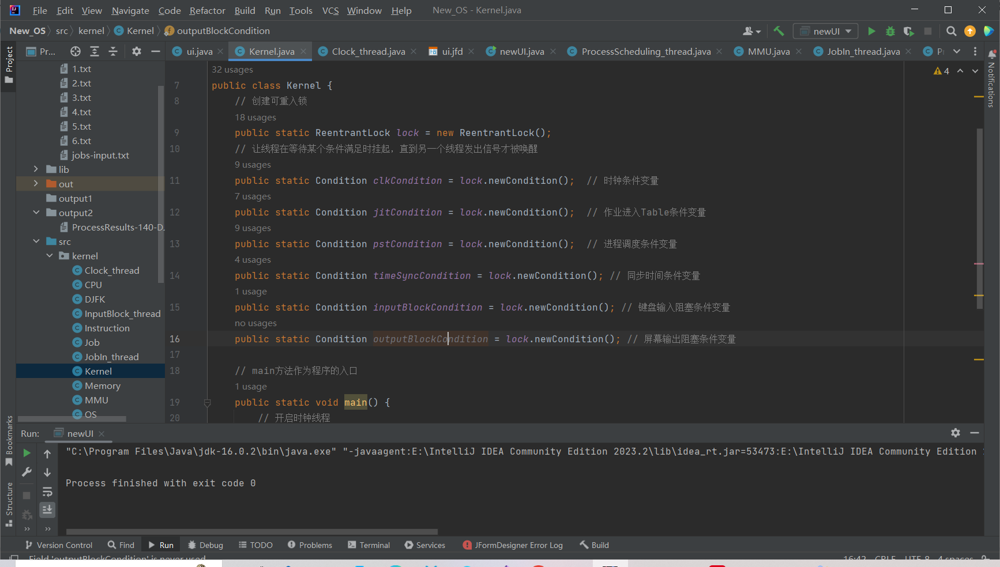 File Edit View Navigate Code Refactor Build Run Tools VCS Window Help New_OS - Kernel.java
New_OS src kernel Kernel outputBlockCondition newUI
Project Pr... ui.java Kernel.java Clock_thread.java ui.jfd newUI.java ProcessScheduling_thread.java MMU.java JobIn_thread.java
Notifications
1.txt
2.txt
3.txt
4.txt
5.txt
6.txt
jobs-input.txt
lib
out
output1
output2
ProcessResults-140-D
src
kernel
Clock_thread
CPU
DJFK
InputBlock_thread
Instruction
Job
JobIn_thread
Kernel
Memory
MMU
OS
4
32 usages
7 public class Kernel {
8 // 创建可重入锁
18 usages
9 public static ReentrantLock lock = new ReentrantLock();
10 // 让线程在等待某个条件满足时挂起，直到另一个线程发出信号才被唤醒
9 usages
11 public static Condition clkCondition = lock.newCondition(); // 时钟条件变量
7 usages
12 public static Condition jitCondition = lock.newCondition(); // 作业进入Table条件变量
9 usages
13 public static Condition pstCondition = lock.newCondition(); // 进程调度条件变量
4 usages
14 public static Condition timeSyncCondition = lock.newCondition(); // 同步时间条件变量
1 usage
15 public static Condition inputBlockCondition = lock.newCondition(); // 键盘输入阻塞条件变量
no usages
16 public static Condition outputBlockCondition = lock.newCondition(); // 屏幕输出阻塞条件变量
17
18 // main方法作为程序的入口
1 usage
19 public static void main() {
20 // 开启时钟线程
Bookmarks
Structure
Run: newUI
"C:\Program Files\Java\jdk-16.0.2\bin\java.exe" "-javaagent:E:\IntelliJ IDEA Community Edition 2023.2\lib\idea_rt.jar=53473:E:\IntelliJ IDEA Community Edition
Process finished with exit code 0
Version Control Find Run Debug TODO Problems Terminal Services JFormDesigner Error Log Build
Field 'outputBlockCondition' is never used 16:42 CRLF UTF-8 4 spaces